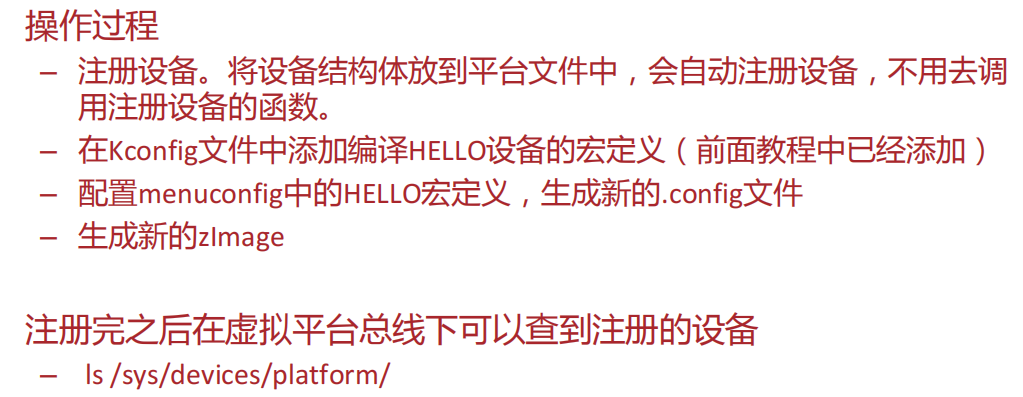 操作过程
– 注册设备。将设备结构体放到平台文件中，会自动注册设备，不用去调
用注册设备的函数。
– 在Kconfig文件中添加编译HELLO设备的宏定义（前面教程中已经添加）
– 配置menuconfig中的HELLO宏定义，生成新的.config文件
– 生成新的zImage
注册完之后在虚拟平台总线下可以查到注册的设备
– ls /sys/devices/platform/